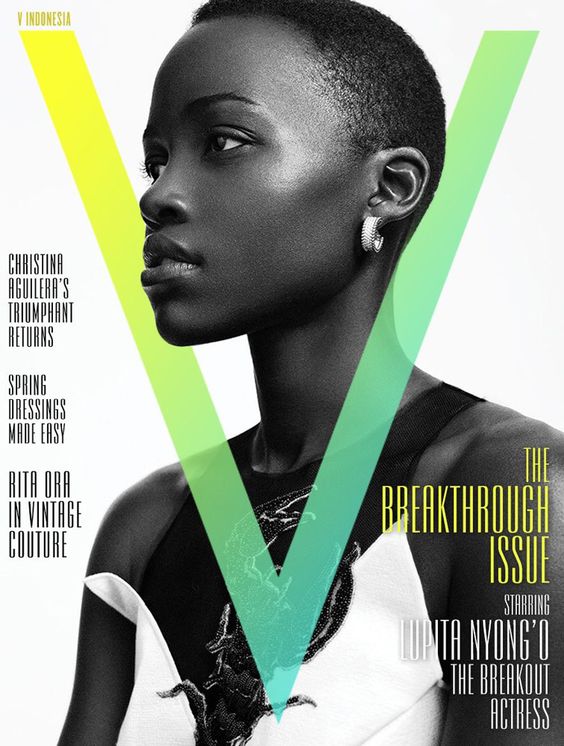 V INDONESIA
V
CHRISTINA
AGUILERA'S
TRIUMPHANT
RETURNS
SPRING
DRESSINGS
MADE EASY
RITA ORA
IN VINTAGE
COUTURE
THE
BREAKTHROUGH
ISSUE
STARRING
LUPITA NYONG'O
THE BREAKOUT
ACTRESS